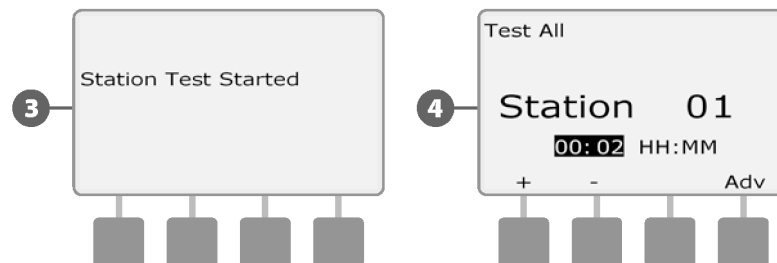 3
Station Test Started
4
Test All
Station 01
00:02 HH:MM
+ - Adv